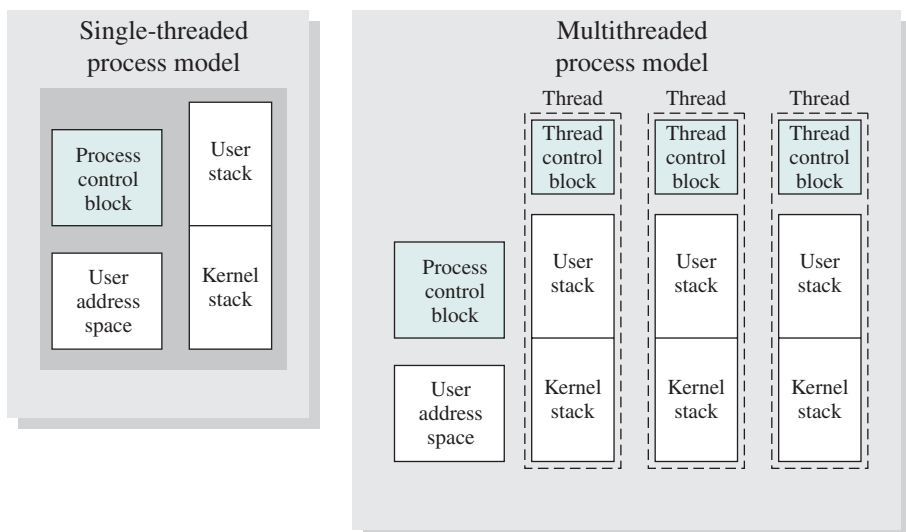 Single-threaded
process model
Process
control
block
User
stack
User
address
space
Kernel
stack
Multithreaded
process model
Thread
Thread
Thread
Thread
control
block
Thread
control
block
Thread
control
block
Process
control
block
User
stack
User
stack
User
stack
User
address
space
Kernel
stack
Kernel
stack
Kernel
stack